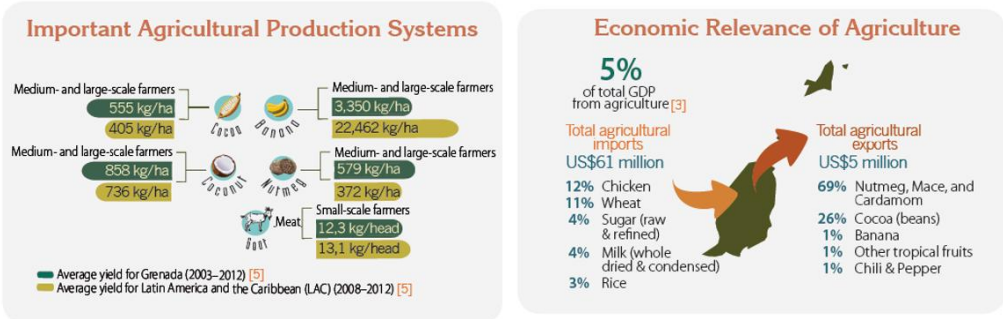 Important Agricultural Production Systems
Medium- and large-scale farmers
555 kg/ha
405 kg/ha
Cocoa
Medium- and large-scale farmers
3,350 kg/ha
22,462 kg/ha
Banana
Medium- and large-scale farmers
858 kg/ha
736 kg/ha
Coconut
Medium- and large-scale farmers
579 kg/ha
372 kg/ha
Nutmeg
Small-scale farmers
Meat
12,3 kg/head
13,1 kg/head
Goat
Average yield for Grenada (2003–2012) [5]
Average yield for Latin America and the Caribbean (LAC) (2008–2012) [5]
Economic Relevance of Agriculture
5%
of total GDP
from agriculture [3]
Total agricultural
imports
US$61 million
12% Chicken
11% Wheat
4% Sugar (raw
& refined)
4% Milk (whole
dried & condensed)
3% Rice
Total agricultural
exports
US$5 million
69% Nutmeg, Mace, and
Cardamom
26% Cocoa (beans)
1% Banana
1% Other tropical fruits
1% Chili & Pepper